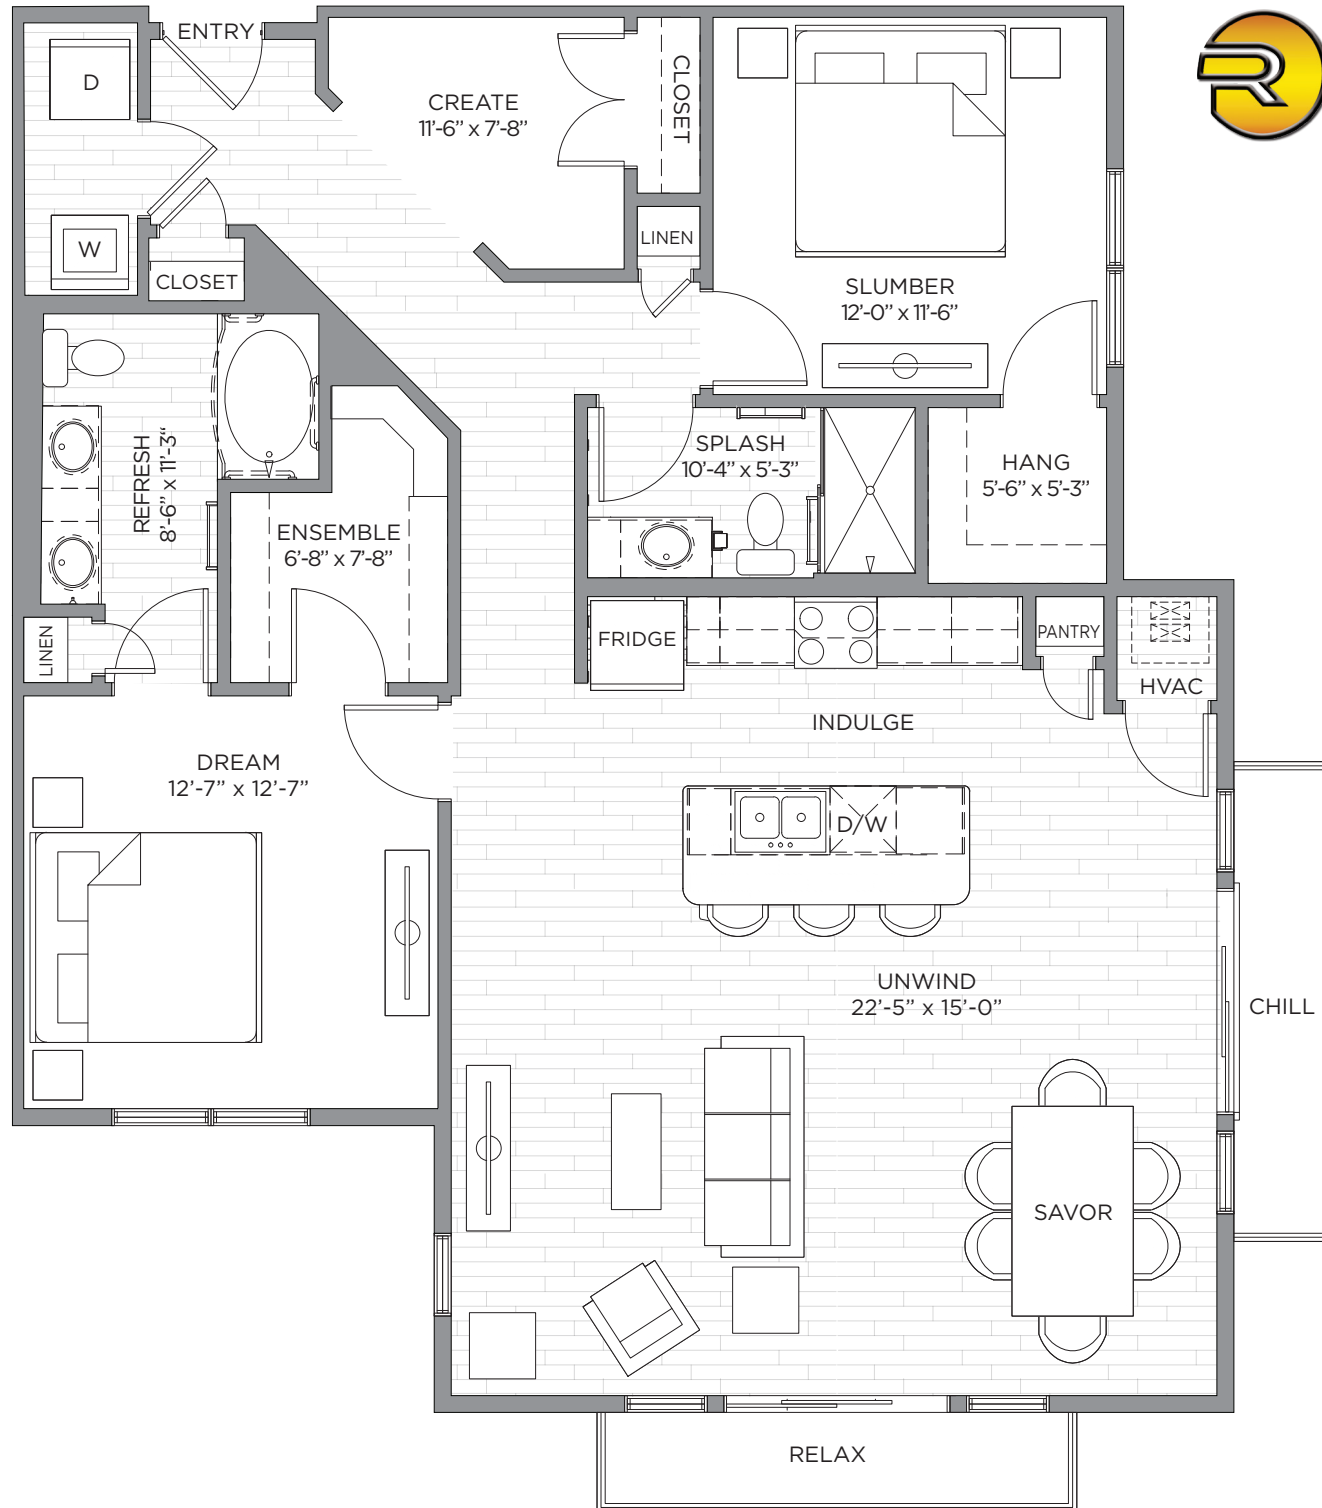 ENTRY
D
CREATE
11'-6" x 7'-8"
CLOSET
R
W
CLOSET
LINEN
SLUMBER
12'-0" x 11'-6"
REFRESH
8'-6" x 11'-3"
SPLASH
10'-4" x 5'-3"
HANG
5'-6" x 5'-3"
ENSEMBLE
6'-8" x 7'-8"
LINEN
FRIDGE
PANTRY
HVAC
INDULGE
DREAM
12'-7" x 12'-7"
D/W
UNWIND
22'-5" x 15'-0"
CHILL
SAVOR
RELAX